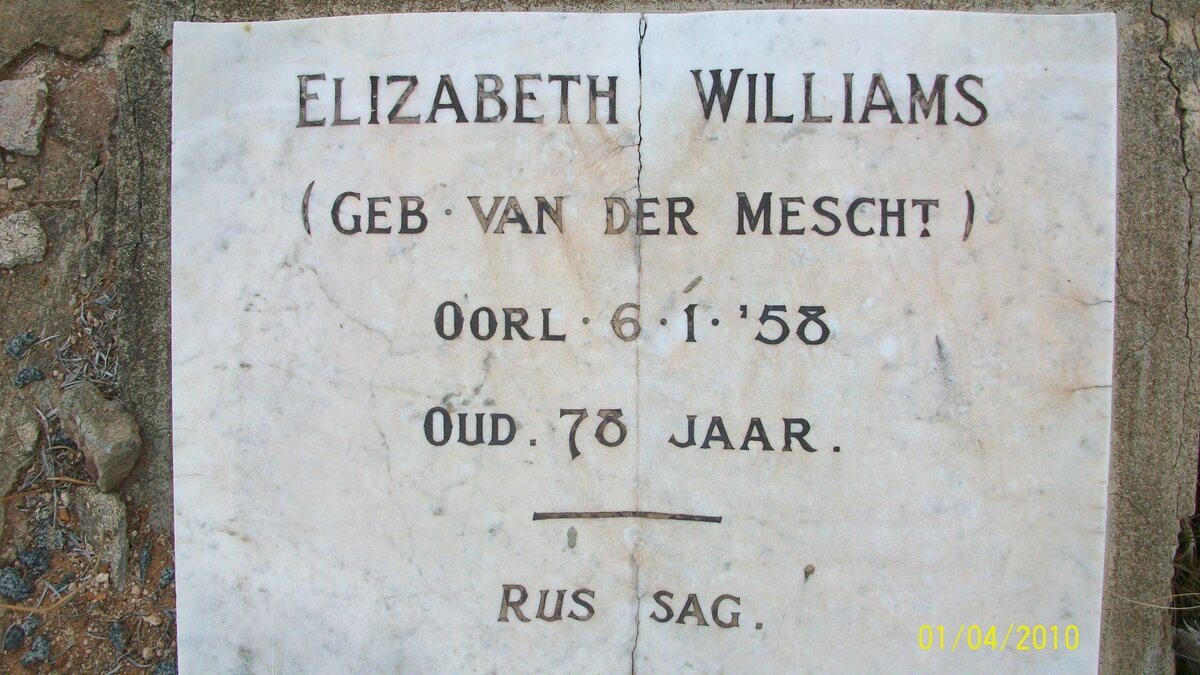 ELIZABETH WILLIAMS
(GEB. VAN DER MESCHT)
OORL. 6.1. '58
OUD. 78 JAAR.
RUS SAG.
01/04/2010